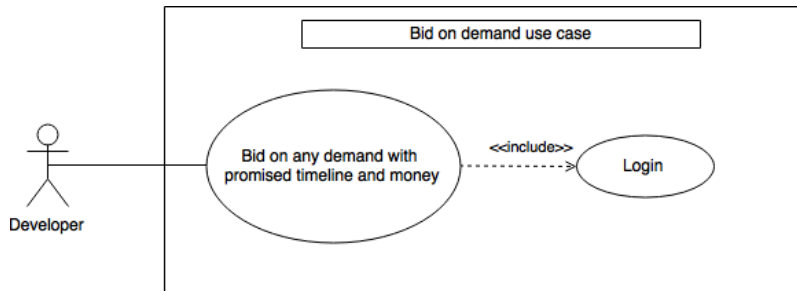 Bid on demand use case
Bid on any demand with
promised timeline and money
<<include>>
Login
Developer